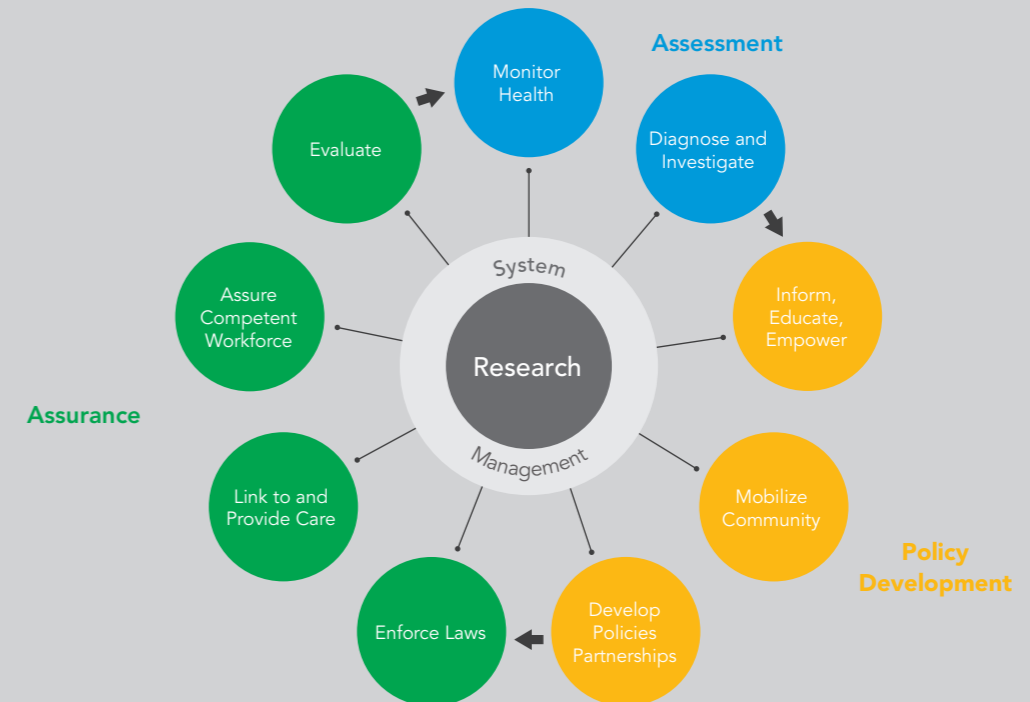 Assessment
Monitor
Health
Diagnose and
Investigate
Inform,
Educate,
Empower
Mobilize
Community
Policy
Development
Develop
Policies
Partnerships
Enforce Laws
Link to and
Provide Care
Assurance
Assure
Competent
Workforce
Evaluate
System
Research
Management